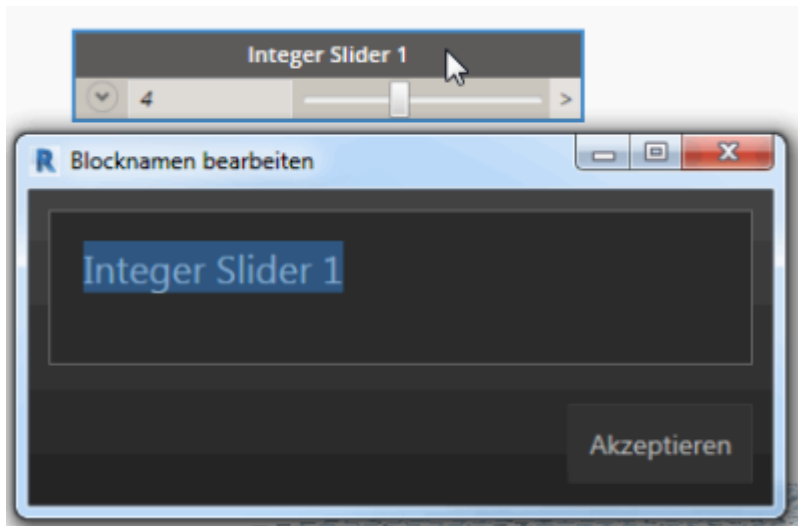 Integer Slider 1
4
>
R Blocknamen bearbeiten
Integer Slider 1
Akzeptieren